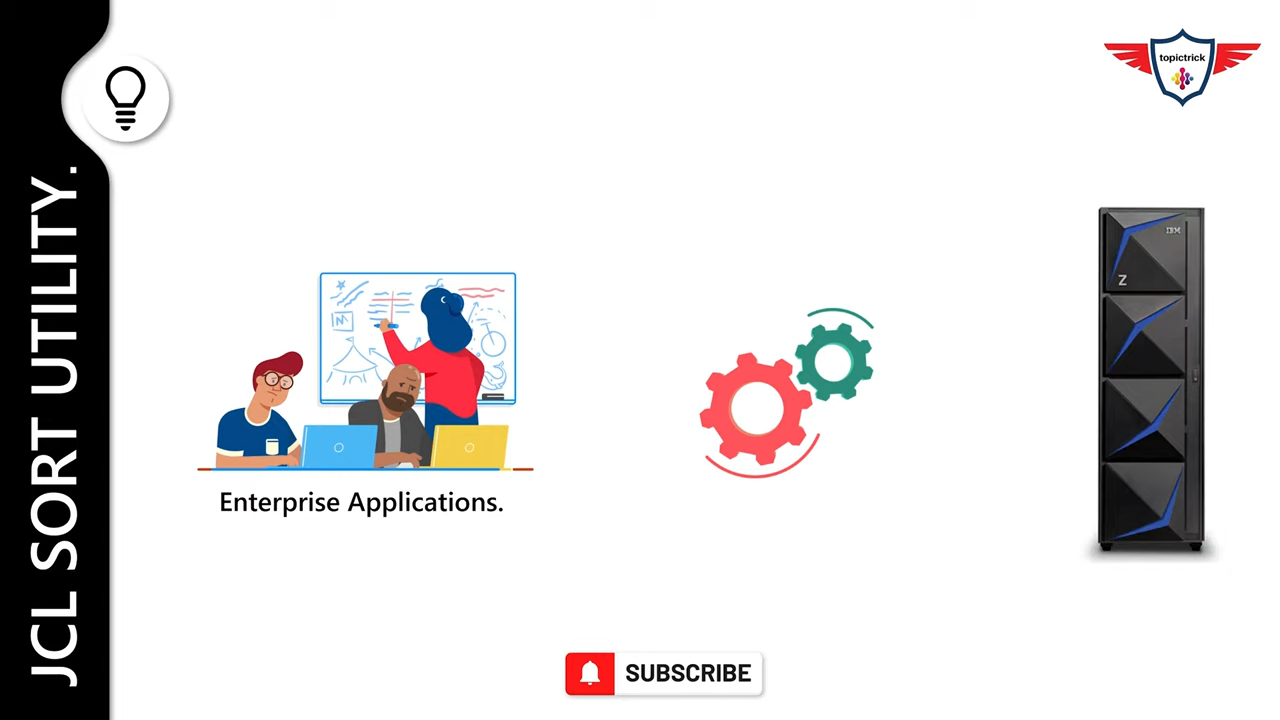 JCL SORT UTILITY.
topictrick
IBM
Z
Enterprise Applications.
SUBSCRIBE